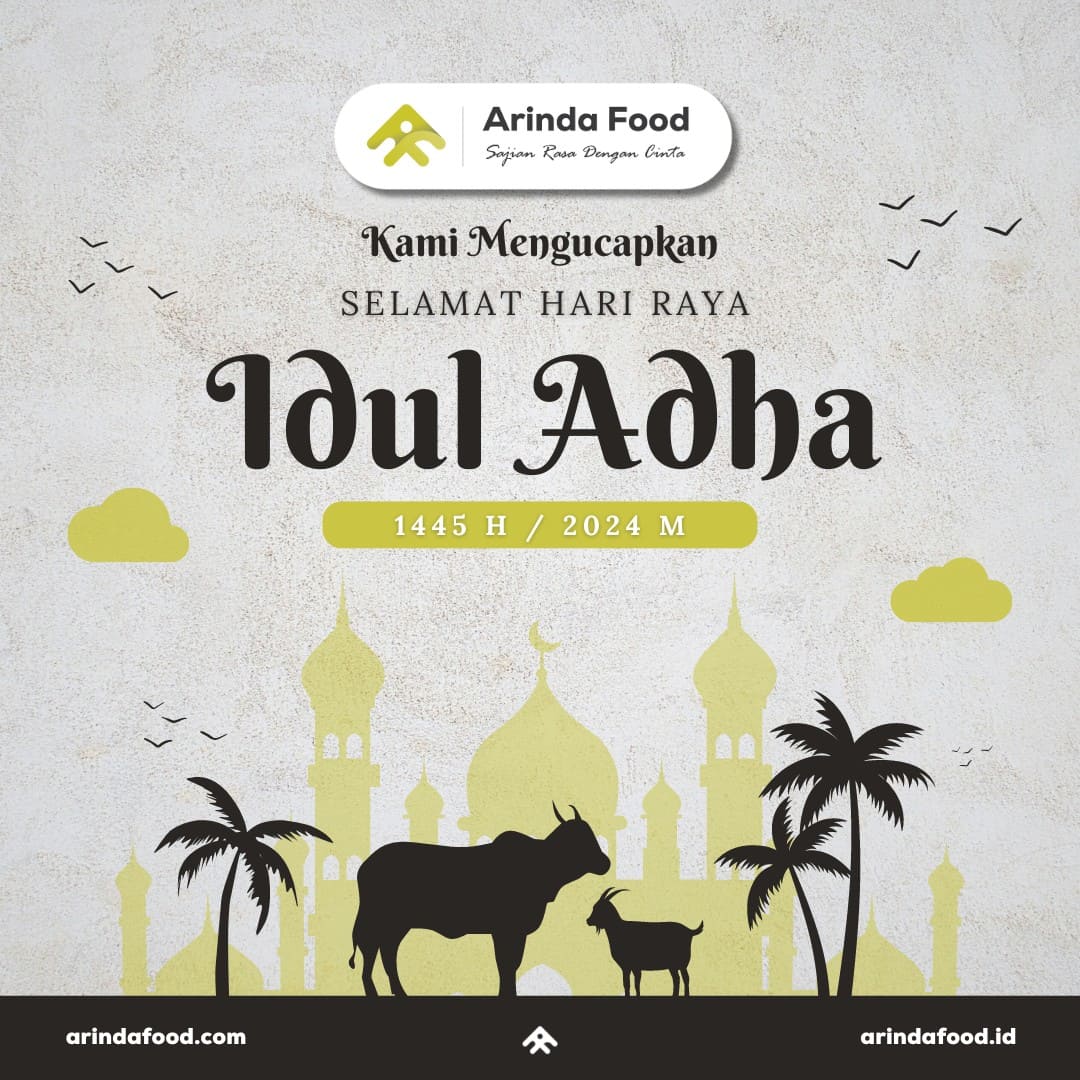 Arinda Food
Sajian Rasa Dengan Cinta
Kami Mengucapkan
SELAMAT HARI RAYA
Idul Adha
1445 H / 2024 M
arindafood.com
arindafood.id